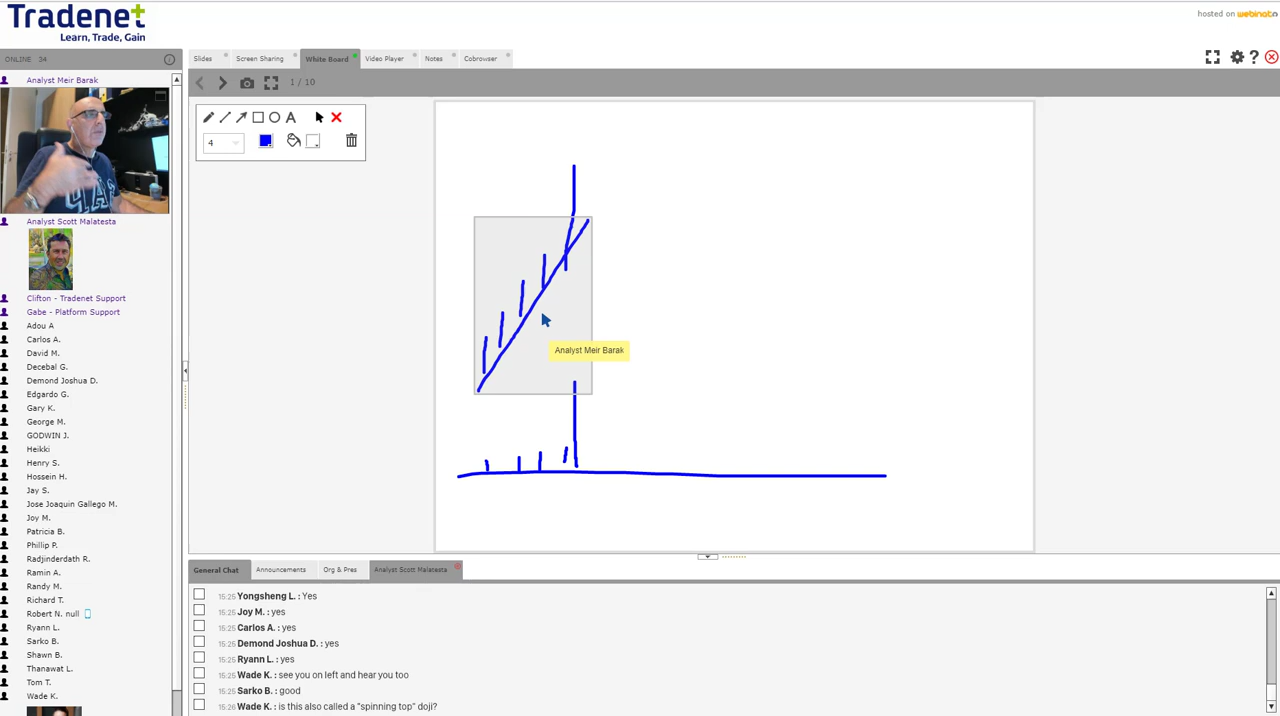 Tradenet
Learn, Trade, Gain
hosted on webinato
ONLINE 34
Slides
Screen Sharing
White Board
Video Player
Notes
Cobrowser
1 / 10
4
Analyst Meir Barak
Analyst Scott Malatesta
Clifton - Tradenet Support
Gabe - Platform Support
Adou A
Carlos A.
David M.
Decebal G.
Demond Joshua D.
Edgardo G.
Gary K.
George M.
GODWIN J.
Heikki
Henry S.
Hossein H.
Jay S.
Jose Joaquin Gallego M.
Joy M.
Patricia B.
Phillip P.
Radjinderdath R.
Ramin A.
Randy M.
Richard T.
Robert N. null
Ryann L.
Sarko B.
Shawn B.
Thanawat L.
Tom T.
Wade K.
Analyst Meir Barak
General Chat
Announcements
Org & Pres
Analyst Scott Malatesta
15:25 Yongsheng L. : Yes
15:25 Joy M. : yes
15:25 Carlos A. : yes
15:25 Demond Joshua D. : yes
15:25 Ryann L. : yes
15:25 Wade K. : see you on left and hear you too
15:25 Sarko B. : good
15:26 Wade K. : is this also called a "spinning top" doji?